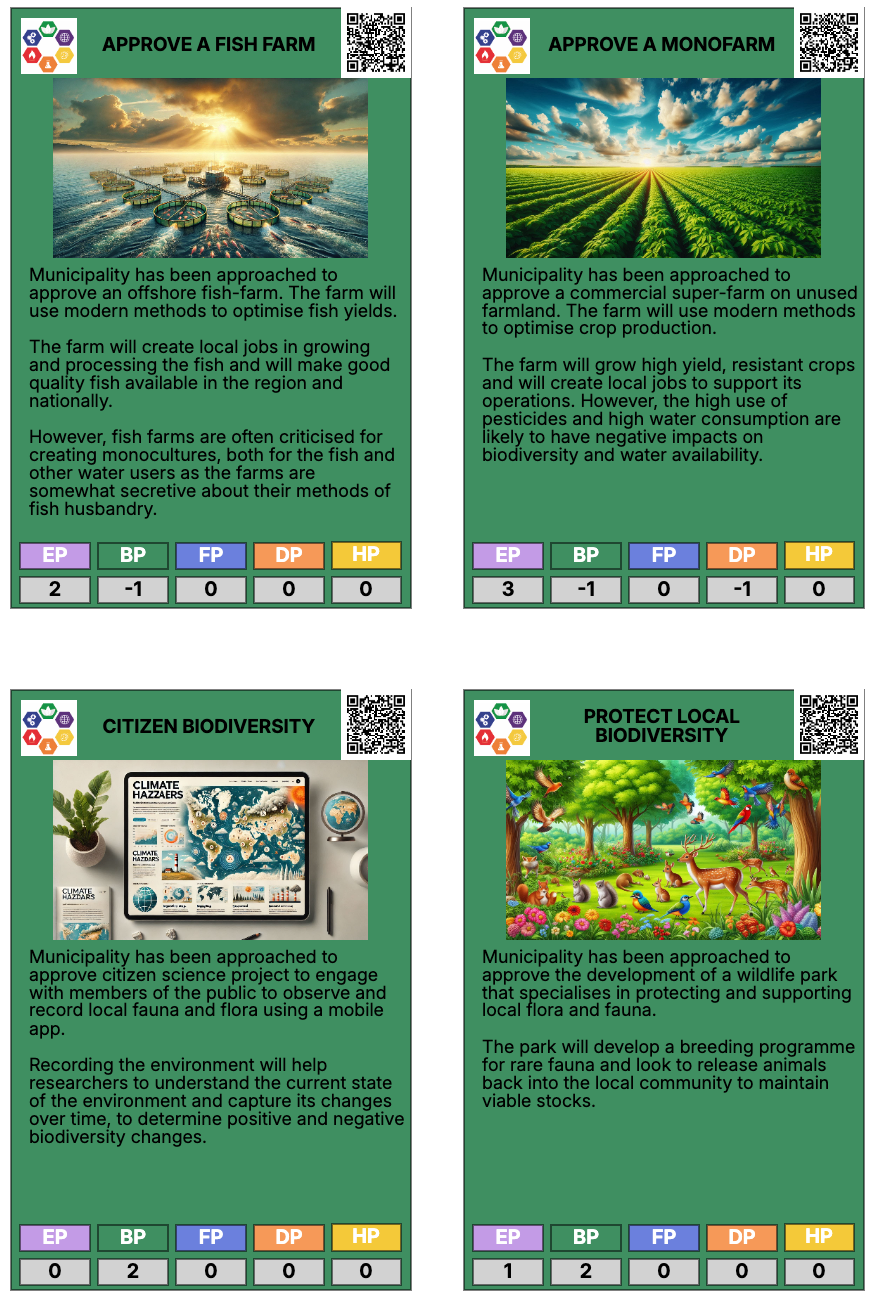 APPROVE A FISH FARM
Municipality has been approached to
approve an offshore fish-farm. The farm will
use modern methods to optimise fish yields.
The farm will create local jobs in growing
and processing the fish and will make good
quality fish available in the region and
nationally.
However, fish farms are often criticised for
creating monocultures, both for the fish and
other water users as the farms are
somewhat secretive about their methods of
fish husbandry.
EP BP FP DP HP
2 -1 0 0 0
APPROVE A MONOFARM
Municipality has been approached to
approve a commercial super-farm on unused
farmland. The farm will use modern methods
to optimise crop production.
The farm will grow high yield, resistant crops
and will create local jobs to support its
operations. However, the high use of
pesticides and high water consumption are
likely to have negative impacts on
biodiversity and water availability.
EP BP FP DP HP
3 -1 0 -1 0
CITIZEN BIODIVERSITY
CLIMATE
HAZZAERS
CLIMATE
HAZDARS
CLIMATE
HAZDARS
Municipality has been approached to
approve citizen science project to engage
with members of the public to observe and
record local fauna and flora using a mobile
app.
Recording the environment will help
researchers to understand the current state
of the environment and capture its changes
over time, to determine positive and negative
biodiversity changes.
EP BP FP DP HP
0 2 0 0 0
PROTECT LOCAL
BIODIVERSITY
Municipality has been approached to
approve the development of a wildlife park
that specialises in protecting and supporting
local flora and fauna.
The park will develop a breeding programme
for rare fauna and look to release animals
back into the local community to maintain
viable stocks.
EP BP FP DP HP
1 2 0 0 0